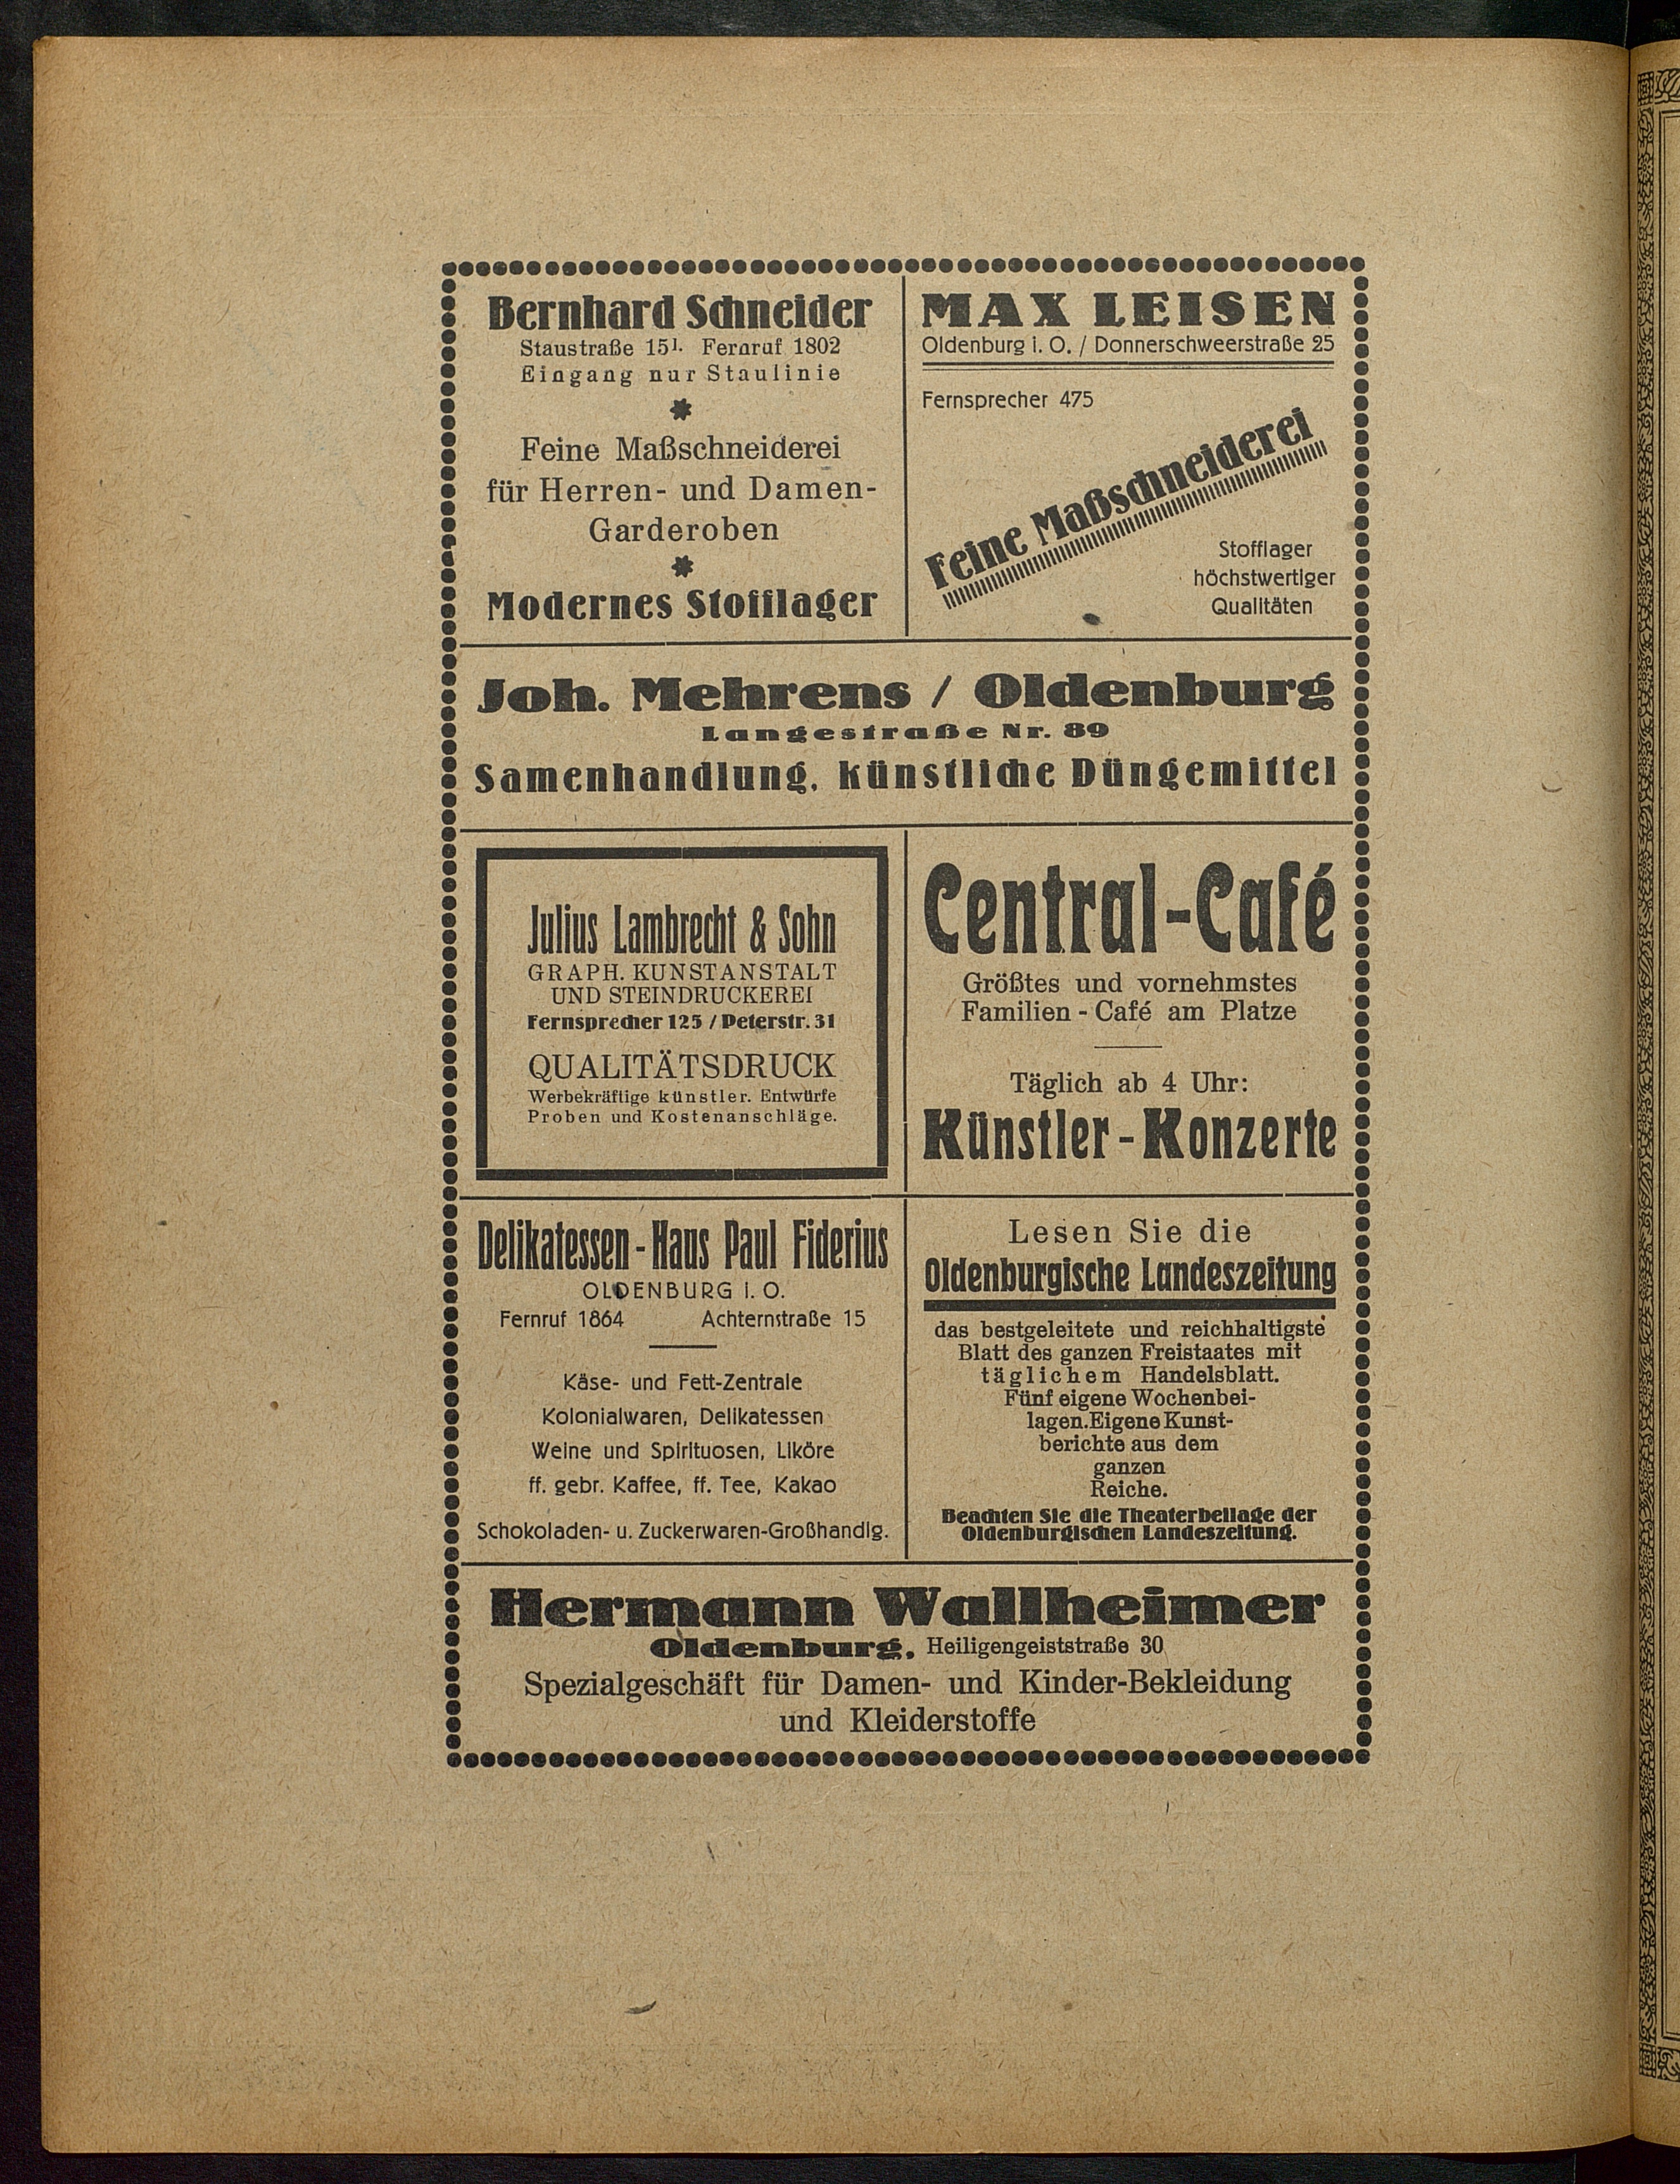 Bernhard Schneider
Staustraße 15¹· Fernruf 1802
Eingang nur Staulinie
Feine Maßschneiderei
für Herren- und Damen-
Garderoben
Modernes Stofflager
MAX LEISEN
Oldenburg i. O. / Donnerschweerstraße 25
Fernsprecher 475
Feine Maßschneiderei
Stofflager
höchstwertiger
Qualitäten
Joh. Mehrens / Oldenburg
Langestraße Nr. 89
Samenhandlung, künstliche Düngemittel
Julius Lambrecht & Sohn
GRAPH. KUNSTANSTALT
UND STEINDRUCKEREI
Fernsprecher 125 / Peterstr. 31
QUALITÄTSDRUCK
Werbekräftige künstler. Entwürfe
Proben und Kostenanschläge.
Central-Café
Größtes und vornehmstes
Familien-Café am Platze
Täglich ab 4 Uhr:
Künstler-Konzerte
Delikatessen-Haus Paul Fiderius
OLDENBURG I. O.
Fernruf 1864 Achternstraße 15
Käse- und Fett-Zentrale
Kolonialwaren, Delikatessen
Weine und Spirituosen, Liköre
ff. gebr. Kaffee, ff. Tee, Kakao
Schokoladen- u. Zuckerwaren-Großhandlg.
Lesen Sie die
Oldenburgische Landeszeitung
das bestgeleitete und reichhaltigste
Blatt des ganzen Freistaates mit
täglichem Handelsblatt.
Fünf eigene Wochenbei-
lagen. Eigene Kunst-
berichte aus dem
ganzen
Reiche.
Beachten Sie die Theaterbeilage der
Oldenburgischen Landeszeitung.
Hermann Wallheimer
Oldenburg, Heiligengeiststraße 30
Spezialgeschäft für Damen- und Kinder-Bekleidung
und Kleiderstoffe